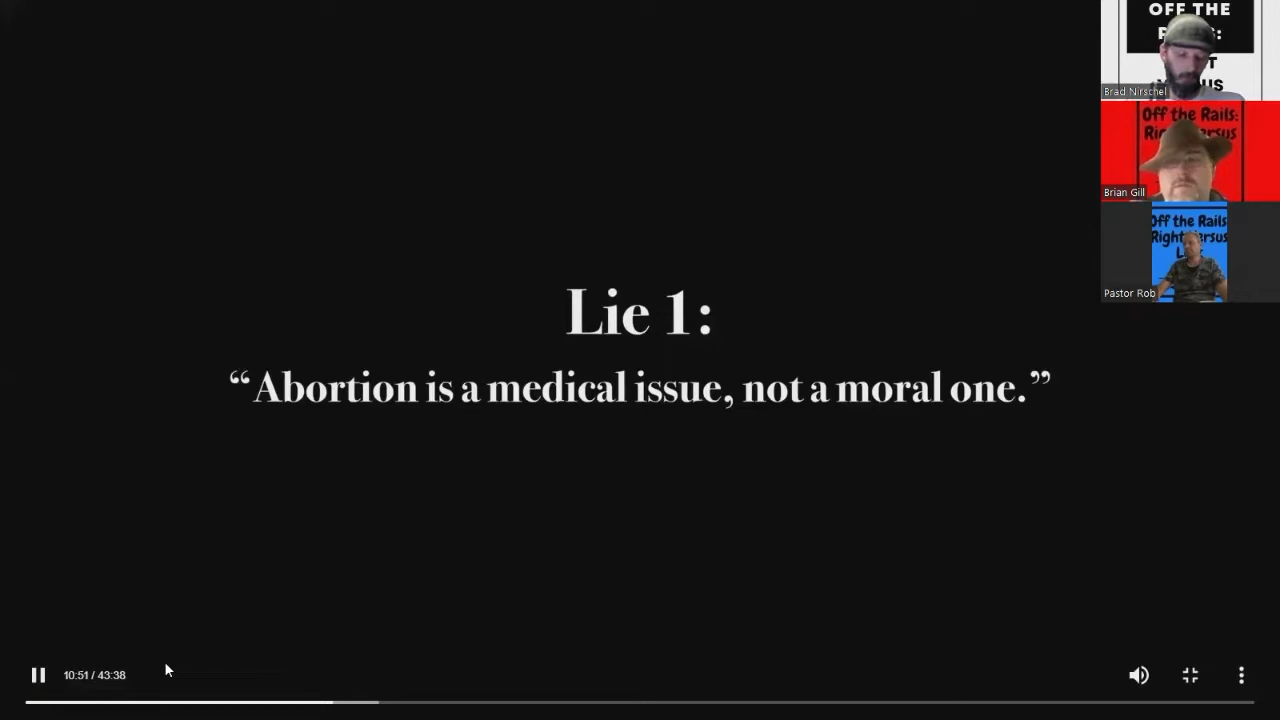 Lie 1:
“Abortion is a medical issue, not a moral one.”
OFF THE
Brad Nirschel
Off the Rails:
Brian Gill
Off the Rails
Pastor Rob
10:51 / 43:38